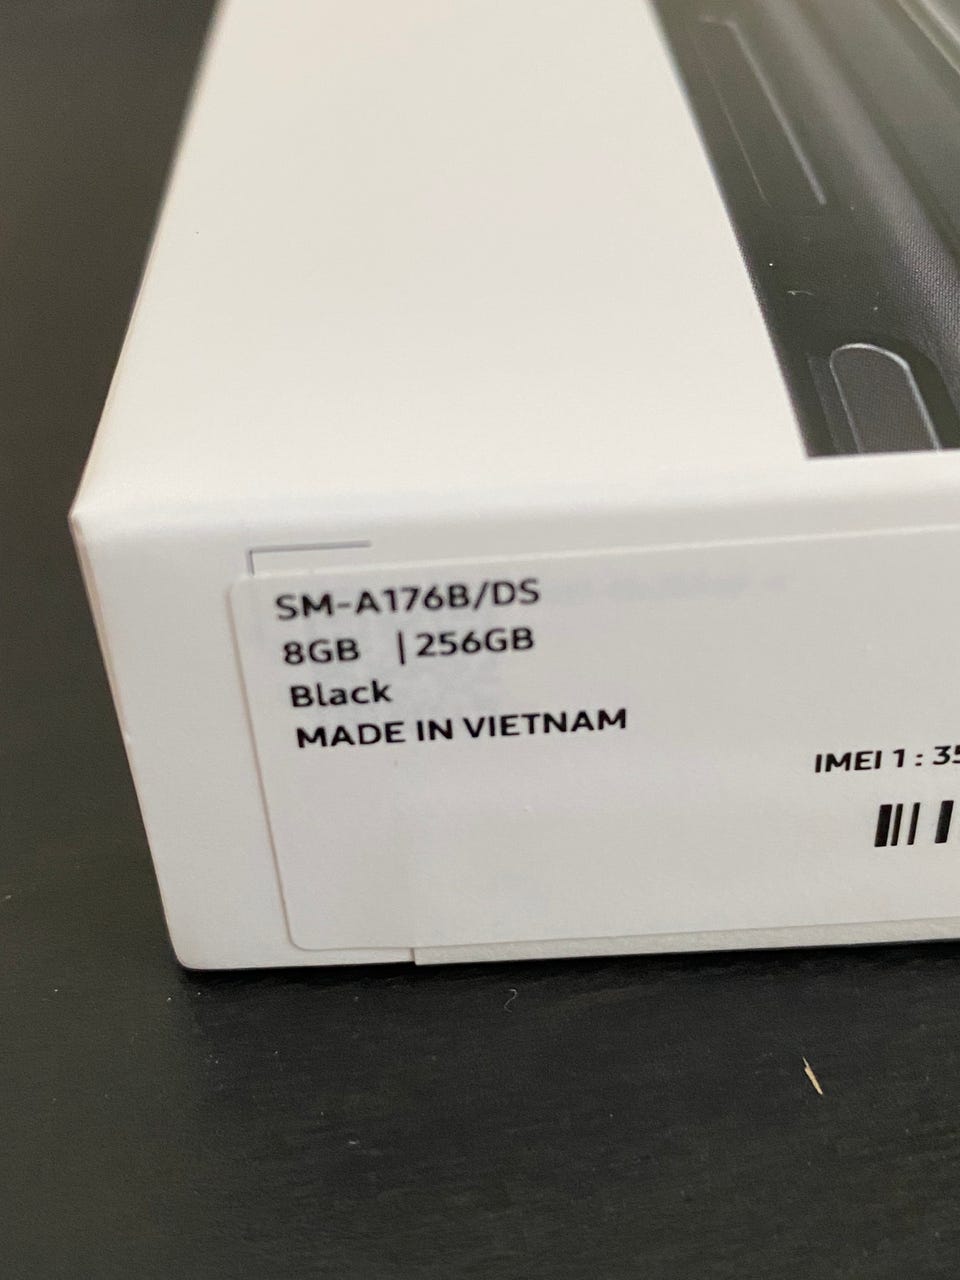 SM-A176B/DS
8GB | 256GB
Black
MADE IN VIETNAM
IMEI 1 : 35